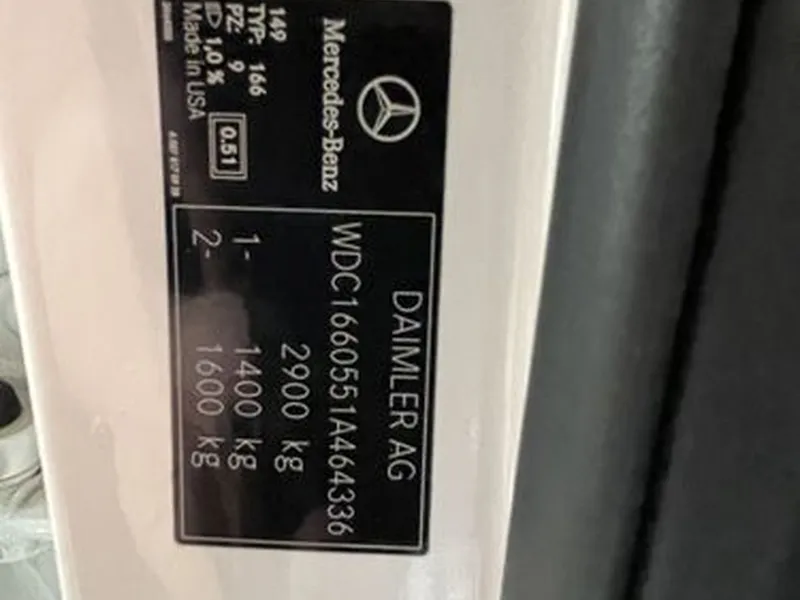 Mercedes-Benz
149
TYP: 166
PZ: 9
1,0 %
0.51
Made in USA
DAIMLER AG
WDC1660551A464336
2900 kg
1- 1400 kg
2- 1600 kg